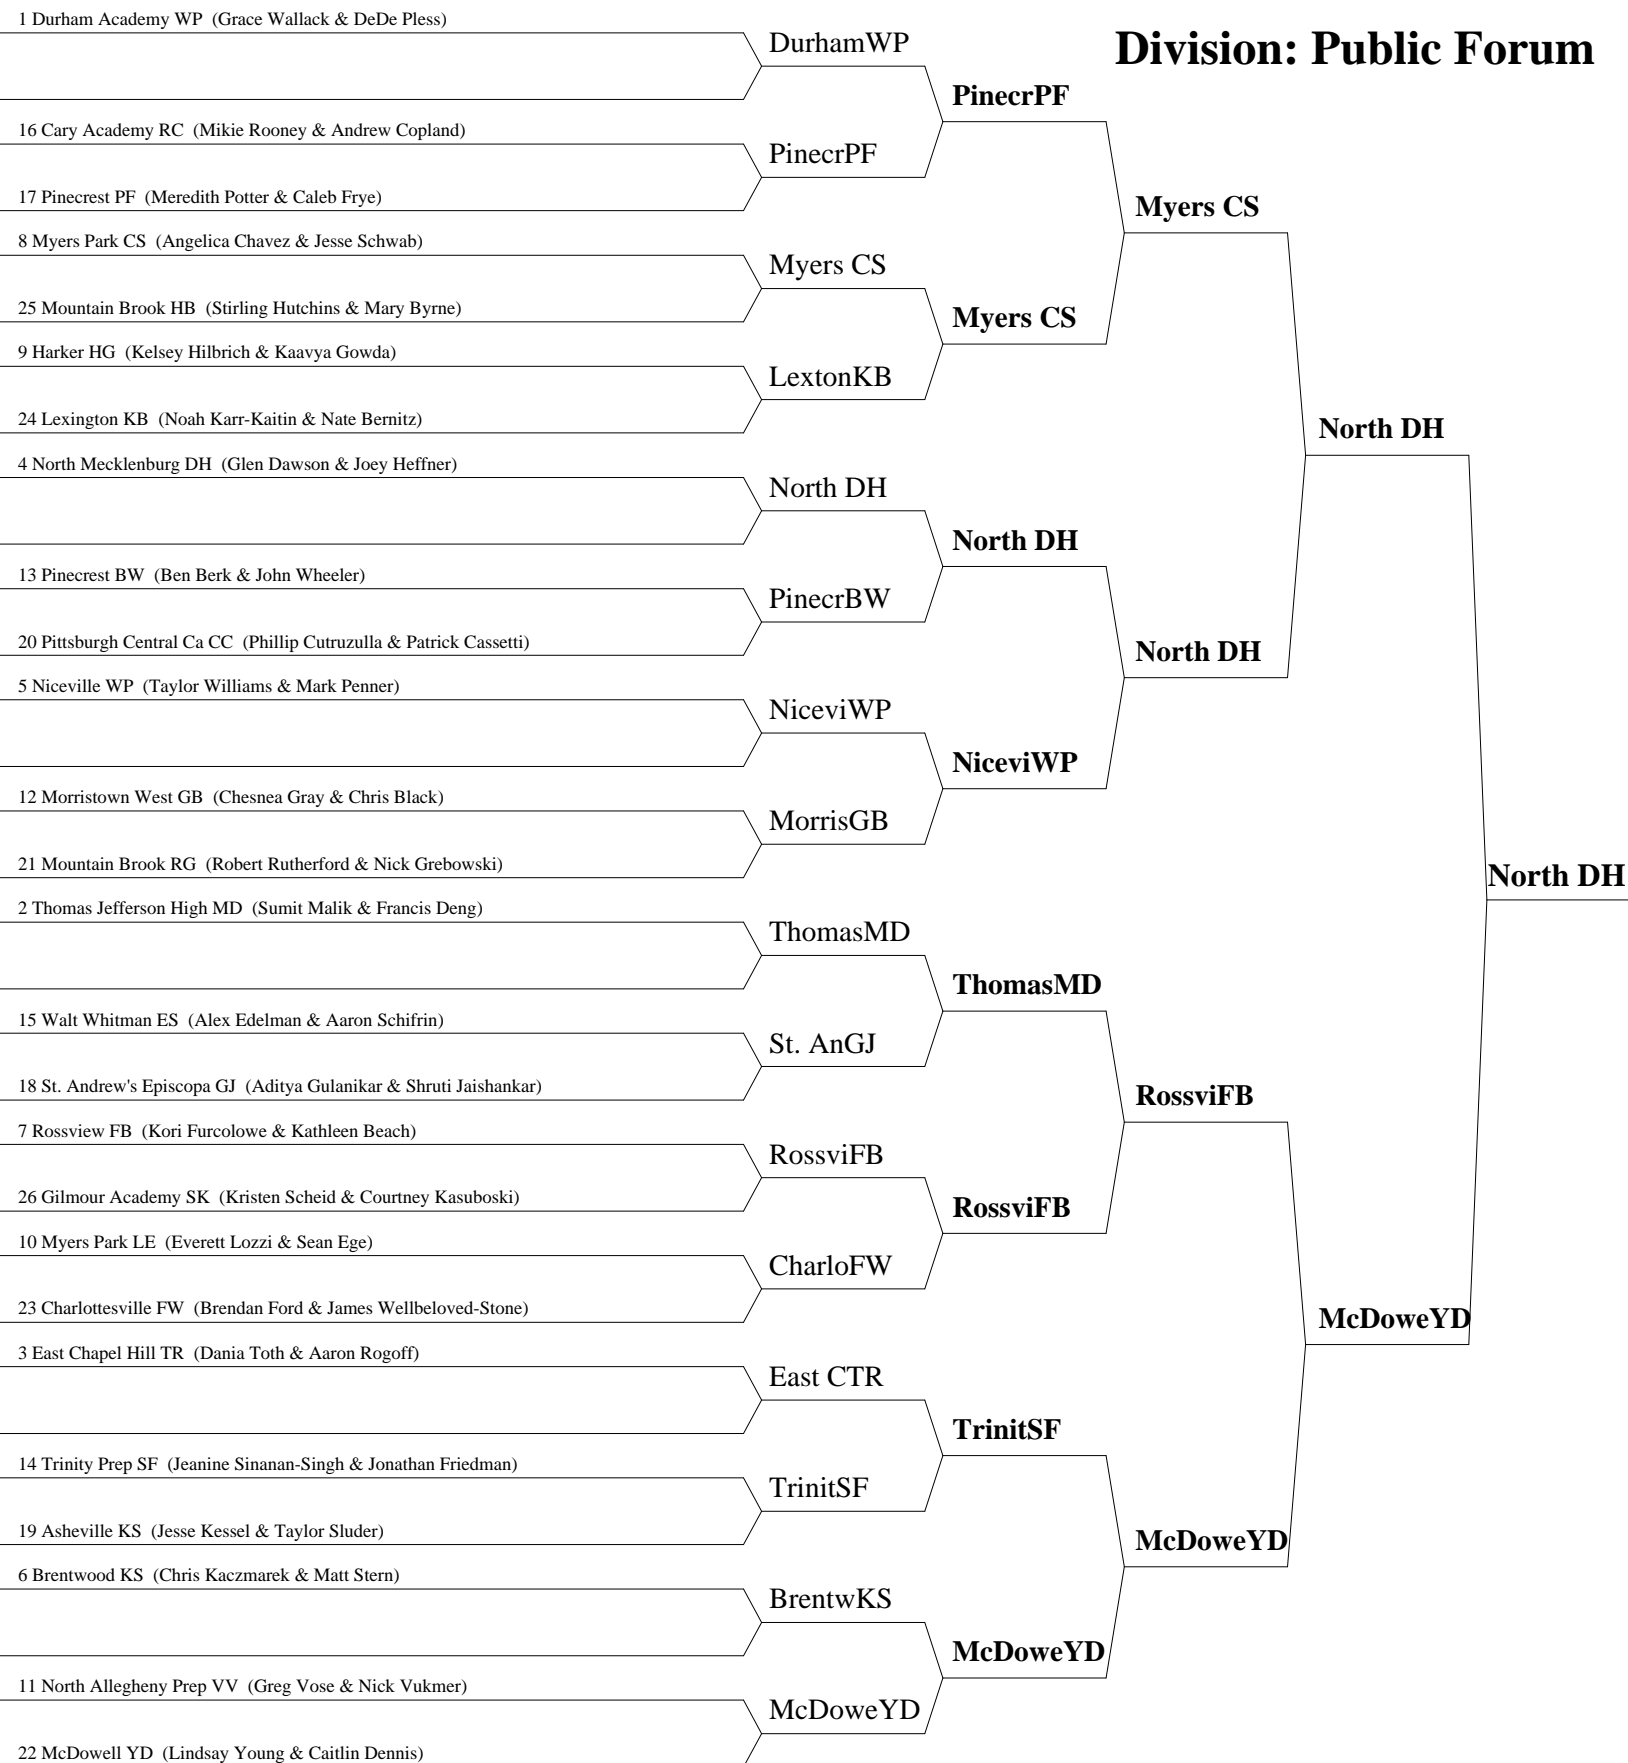 Division: Public Forum
1 Durham Academy WP (Grace Wallack & DeDe Pless)
16 Cary Academy RC (Mikie Rooney & Andrew Copland)
17 Pinecrest PF (Meredith Potter & Caleb Frye)
8 Myers Park CS (Angelica Chavez & Jesse Schwab)
25 Mountain Brook HB (Stirling Hutchins & Mary Byrne)
9 Harker HG (Kelsey Hilbrich & Kaavya Gowda)
24 Lexington KB (Noah Karr-Kaitin & Nate Bernitz)
4 North Mecklenburg DH (Glen Dawson & Joey Heffner)
13 Pinecrest BW (Ben Berk & John Wheeler)
20 Pittsburgh Central Ca CC (Phillip Cutruzulla & Patrick Cassetti)
5 Niceville WP (Taylor Williams & Mark Penner)
12 Morristown West GB (Chesnea Gray & Chris Black)
21 Mountain Brook RG (Robert Rutherford & Nick Grebowski)
2 Thomas Jefferson High MD (Sumit Malik & Francis Deng)
15 Walt Whitman ES (Alex Edelman & Aaron Schifrin)
18 St. Andrew's Episcopa GJ (Aditya Gulanikar & Shruti Jaishankar)
7 Rossview FB (Kori Furcolowe & Kathleen Beach)
26 Gilmour Academy SK (Kristen Scheid & Courtney Kasuboski)
10 Myers Park LE (Everett Lozzi & Sean Ege)
23 Charlottesville FW (Brendan Ford & James Wellbeloved-Stone)
3 East Chapel Hill TR (Dania Toth & Aaron Rogoff)
14 Trinity Prep SF (Jeanine Sinanan-Singh & Jonathan Friedman)
19 Asheville KS (Jesse Kessel & Taylor Sluder)
6 Brentwood KS (Chris Kaczmarek & Matt Stern)
11 North Allegheny Prep VV (Greg Vose & Nick Vukmer)
22 McDowell YD (Lindsay Young & Caitlin Dennis)
DurhamWP
PinecrPF
Myers CS
LextonKB
North DH
PinecrBW
NiceviWP
MorrisGB
ThomasMD
St. AnGJ
RossviFB
CharloFW
East CTR
TrinitSF
BrentwKS
McDoweYD
PinecrPF
Myers CS
North DH
NiceviWP
ThomasMD
RossviFB
TrinitSF
McDoweYD
Myers CS
North DH
RossviFB
McDoweYD
North DH
McDoweYD
North DH